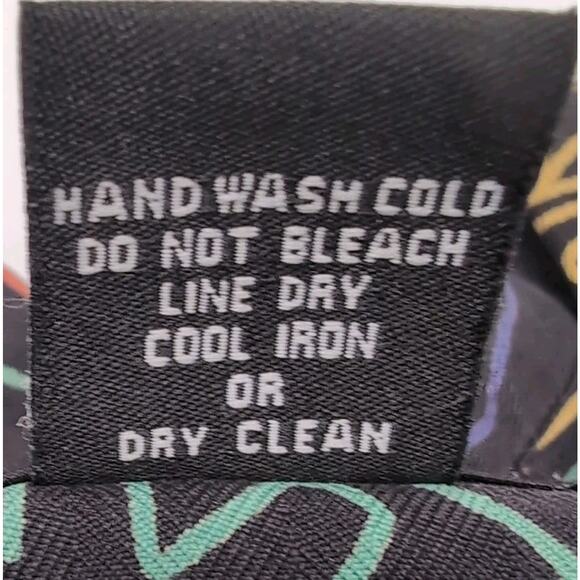 HAND WASH COLD
DO NOT BLEACH
LINE DRY
COOL IRON
OR
DRY CLEAN